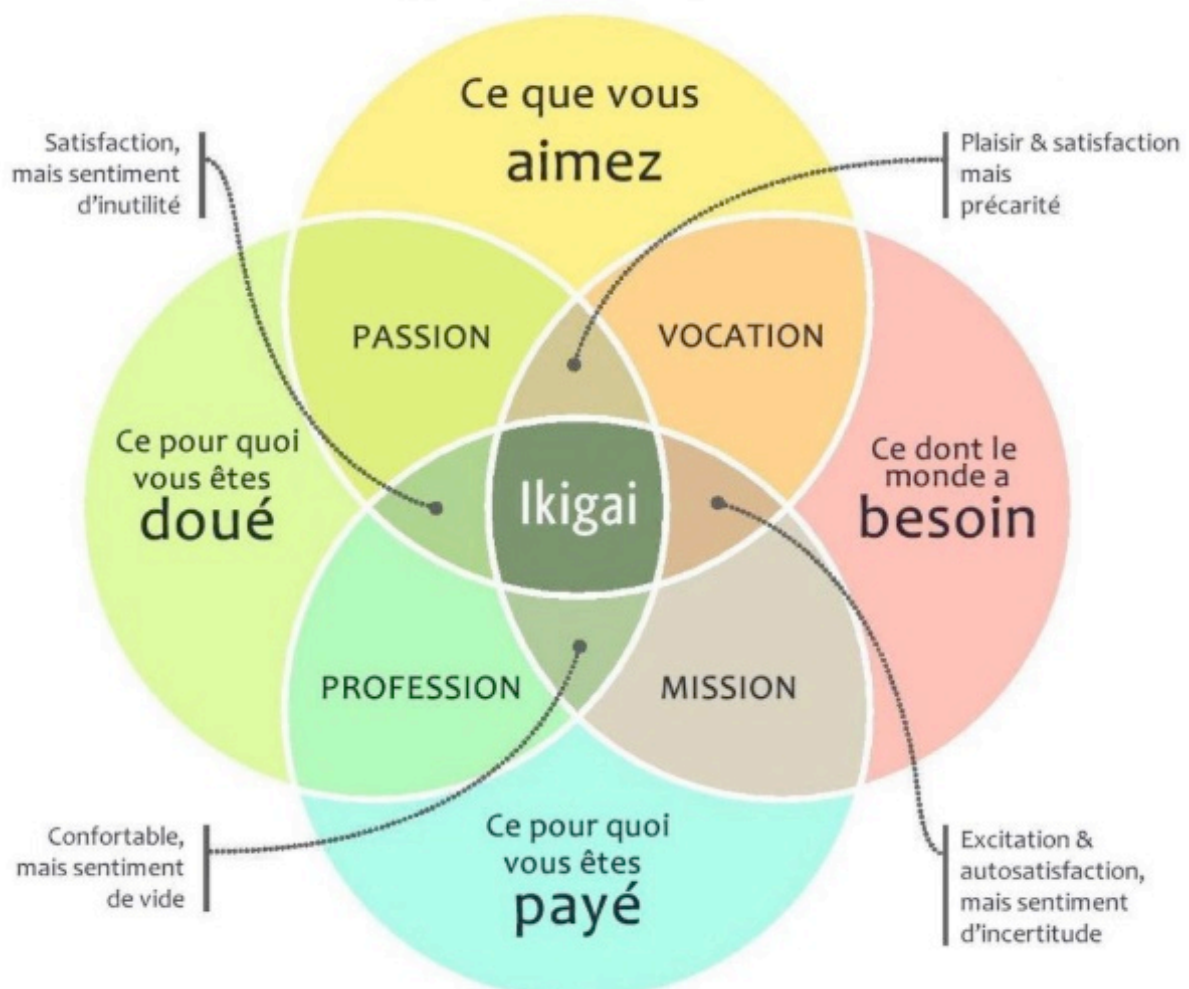 Ce que vous
aimez
Satisfaction,
mais sentiment
d'inutilité
Plaisir & satisfaction
mais
précarité
PASSION
VOCATION
Ce pour quoi
vous êtes
doué
Ikigai
Ce dont le
monde a
besoin
PROFESSION
MISSION
Confortable,
mais sentiment
de vide
Ce pour quoi
vous êtes
payé
Excitation &
autosatisfaction,
mais sentiment
d'incertitude